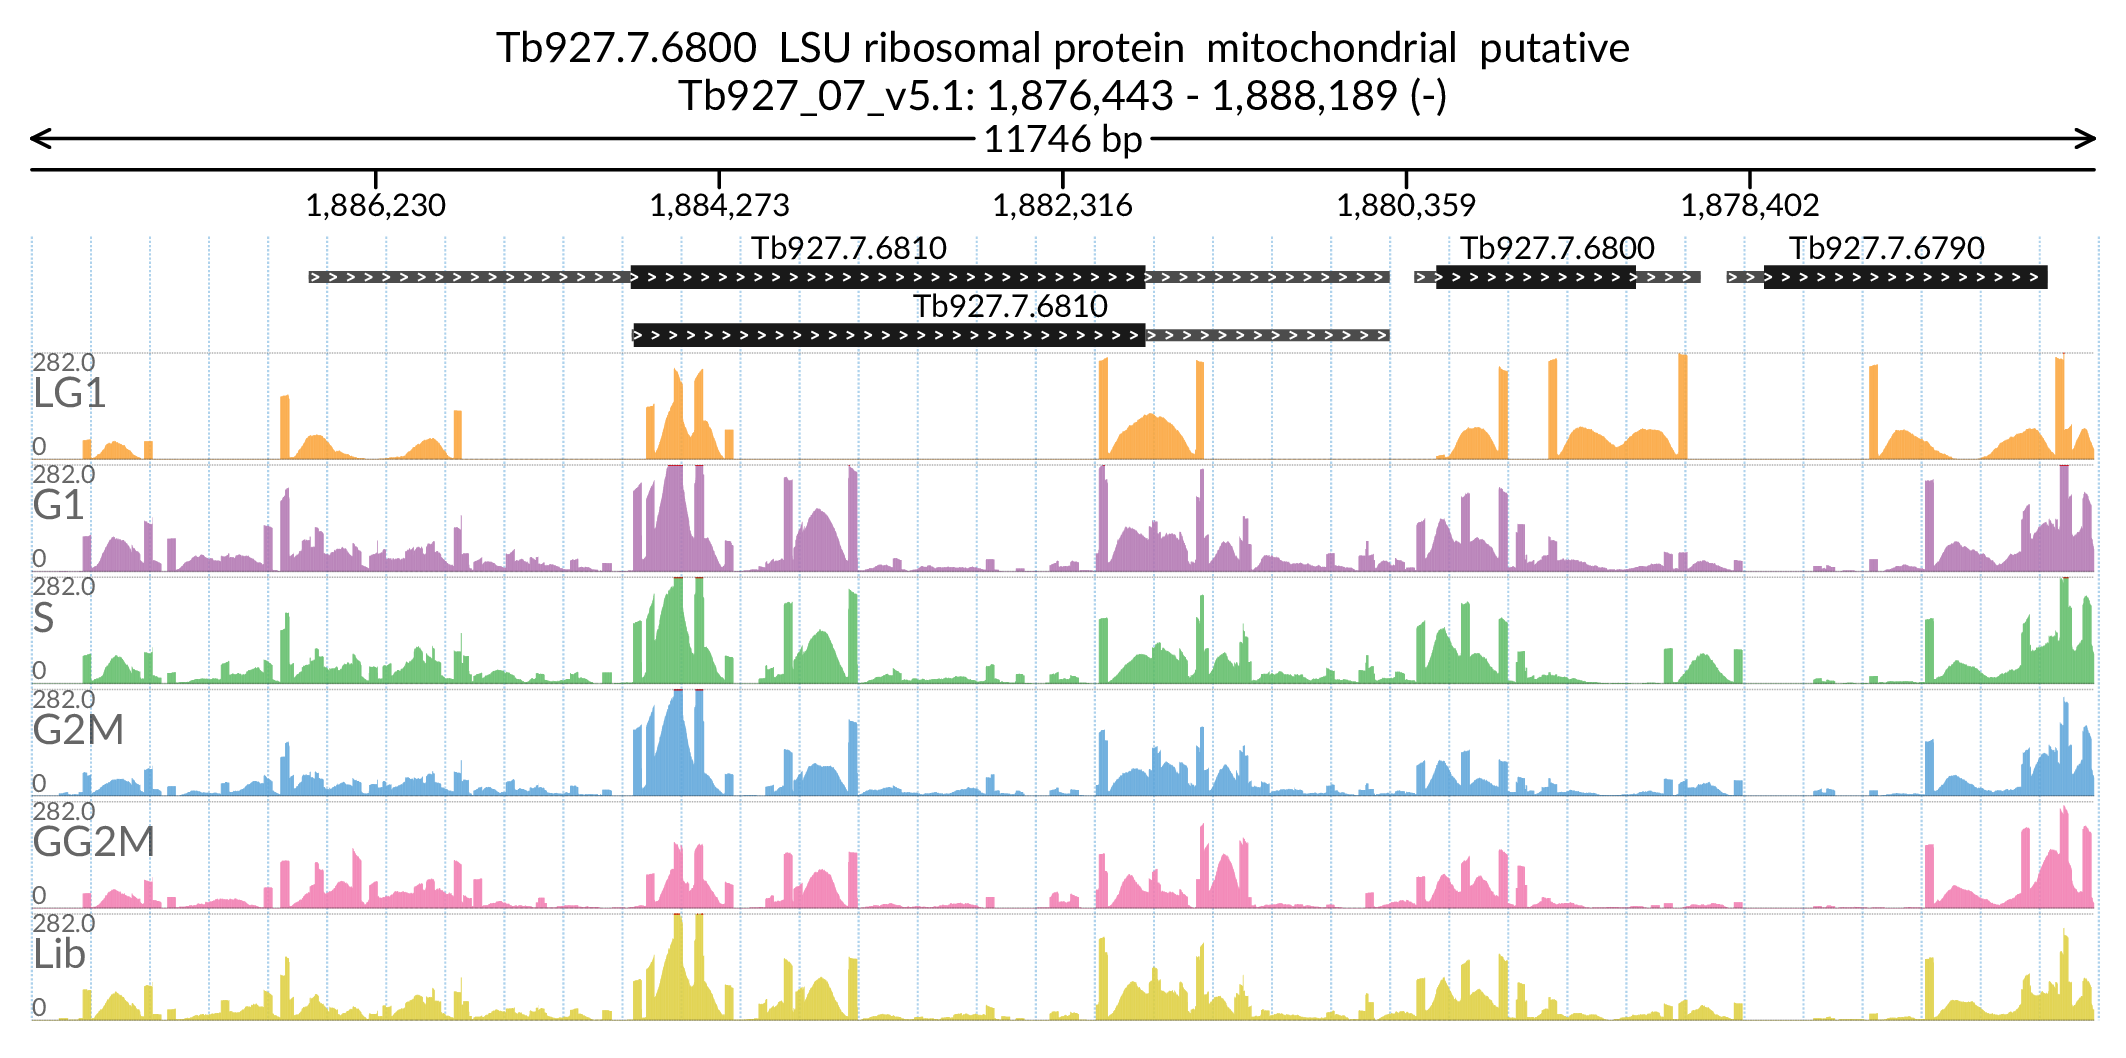 Tb927.7.6800 LSU ribosomal protein mitochondrial putative
Tb927_07_v5.1: 1,876,443 - 1,888,189 (-)
11746 bp
1,886,230 1,884,273 1,882,316 1,880,359 1,878,402
Tb927.7.6810 Tb927.7.6800 Tb927.7.6790
Tb927.7.6810
282.0
LG1
0
282.0
G1
0
282.0
S
0
282.0
G2M
0
282.0
GG2M
0
282.0
Lib
0